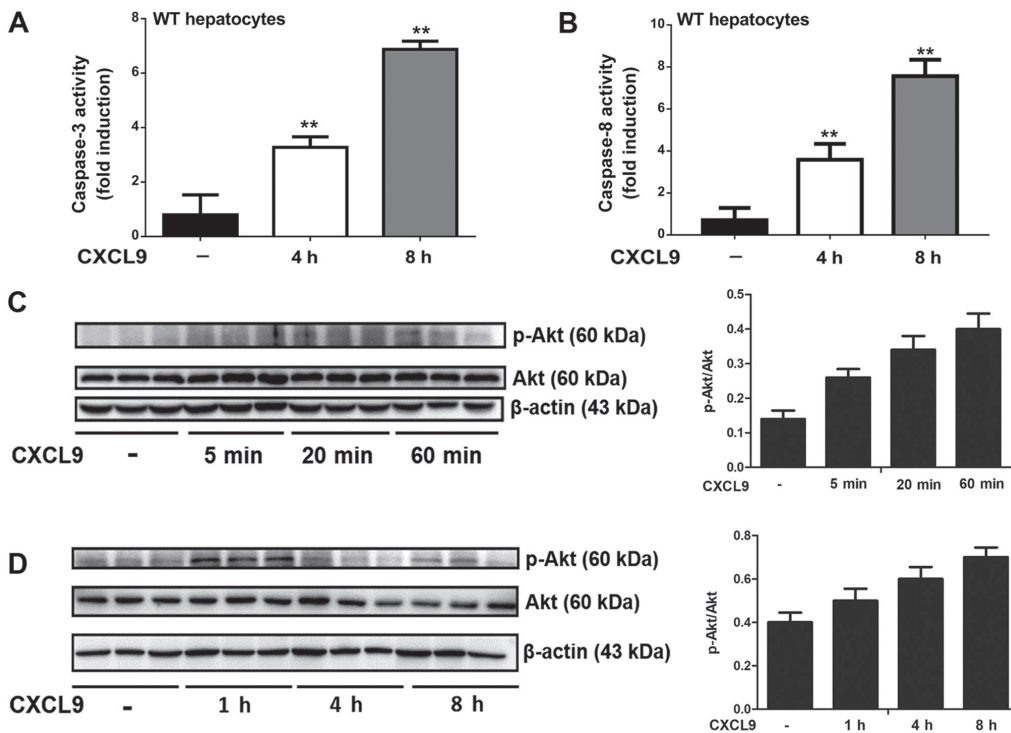 A
WT hepatocytes
Caspase-3 activity
(fold induction)
8
6
4
2
0
**
**
CXCL9 – 4 h 8 h
B
WT hepatocytes
Caspase-8 activity
(fold induction)
10
8
6
4
2
0
**
**
CXCL9 – 4 h 8 h
C
p-Akt (60 kDa)
Akt (60 kDa)
β-actin (43 kDa)
CXCL9 - 5 min 20 min 60 min
p-Akt/Akt
0.5
0.4
0.3
0.2
0.1
0.0
CXCL9 - 5 min 20 min 60 min
D
p-Akt (60 kDa)
Akt (60 kDa)
β-actin (43 kDa)
CXCL9 - 1 h 4 h 8 h
p-Akt/Akt
0.8
0.6
0.4
0.2
0.0
CXCL9 - 1 h 4 h 8 h